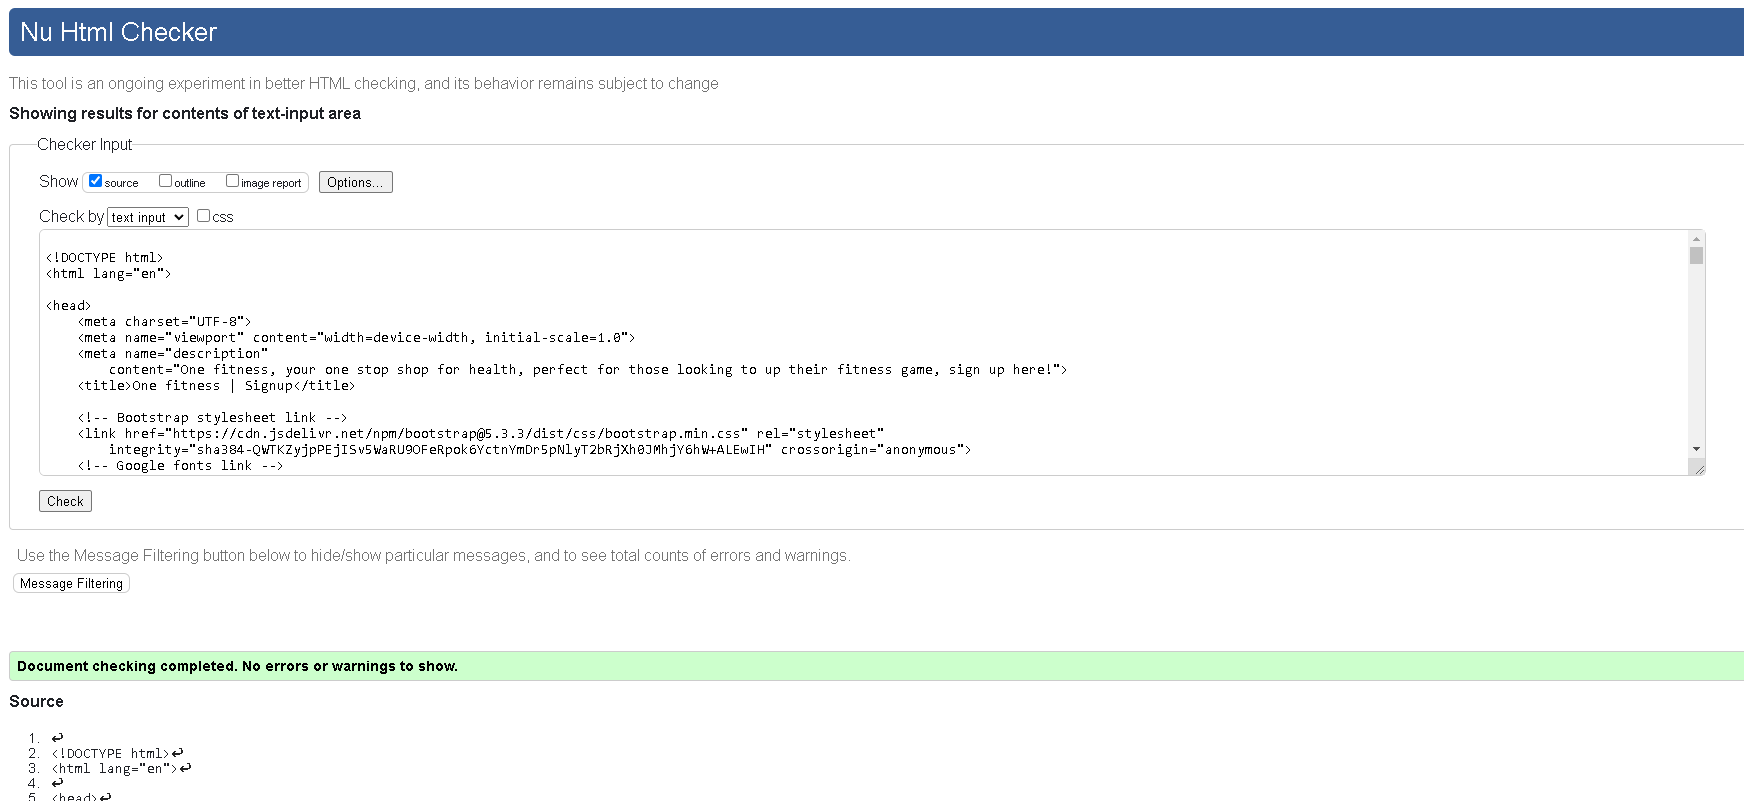 Nu Html Checker
This tool is an ongoing experiment in better HTML checking, and its behavior remains subject to change
Showing results for contents of text-input area
Checker Input
Show source outline image report Options...
Check by text input css
<!DOCTYPE html>
<html lang="en">
<head>
<meta charset="UTF-8">
<meta name="viewport" content="width=device-width, initial-scale=1.0">
<meta name="description"
content="One fitness, your one stop shop for health, perfect for those looking to up their fitness game, sign up here!">
<title>One fitness | Signup</title>
<!-- Bootstrap stylesheet link -->
<link href="https://cdn.jsdelivr.net/npm/bootstrap@5.3.3/dist/css/bootstrap.min.css" rel="stylesheet"
integrity="sha384-QWTKZyjpPEjISv5WaRU9OFeRpok6YctnYmDr5pNlyT2bRjXh0JMhjY6hW+ALEwIH" crossorigin="anonymous">
<!-- Google fonts link -->
Check
Use the Message Filtering button below to hide/show particular messages, and to see total counts of errors and warnings.
Message Filtering
Document checking completed. No errors or warnings to show.
Source
1. ↩
2. <!DOCTYPE html>↩
3. <html lang="en">↩
4. ↩
5. <head>↩